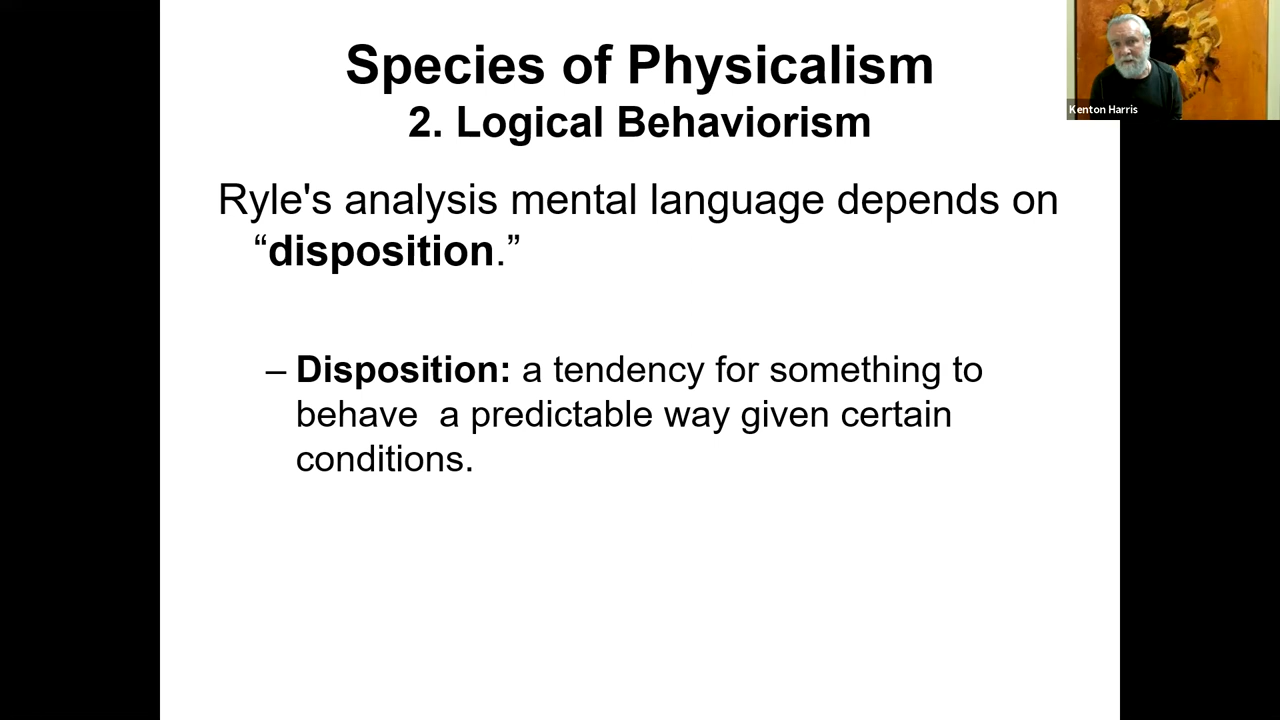 Species of Physicalism
2. Logical Behaviorism
Kenton Harris
Ryle's analysis mental language depends on
“disposition.”
– Disposition: a tendency for something to
behave  a predictable way given certain
conditions.